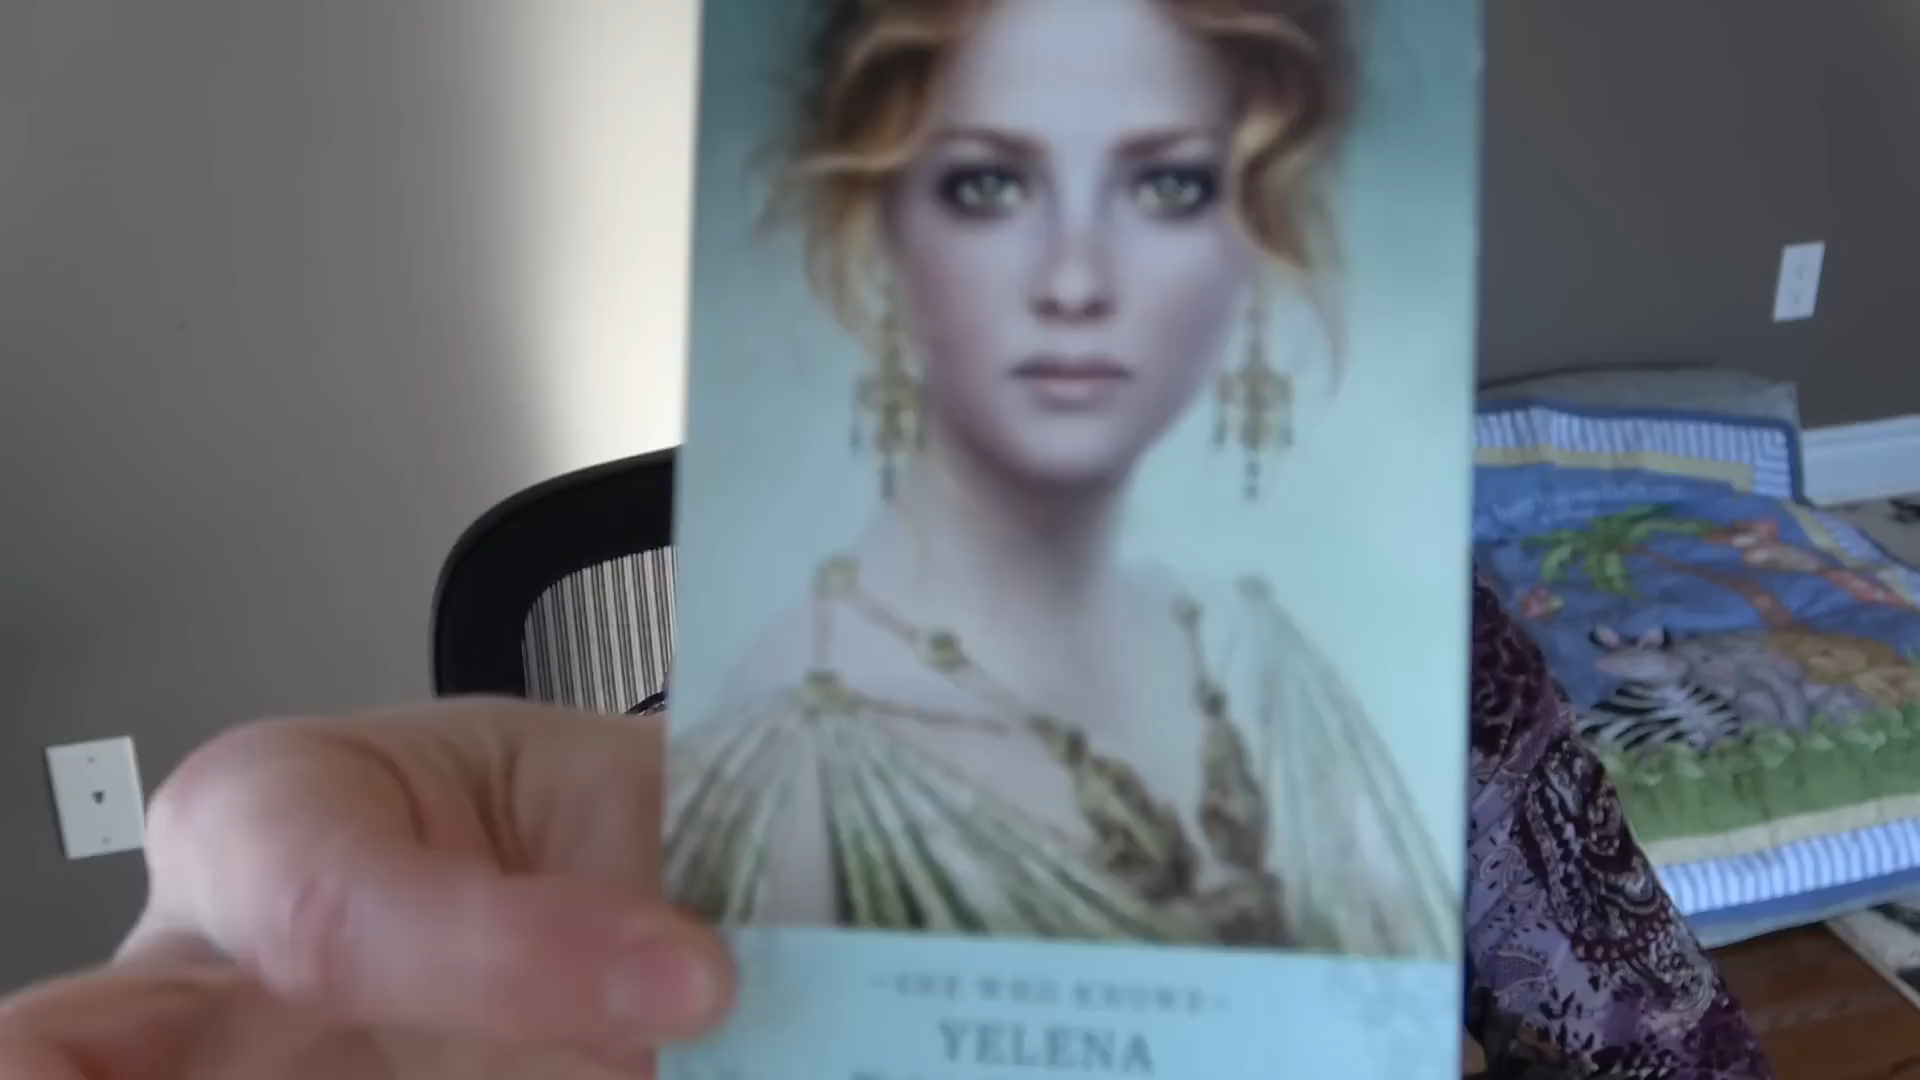 ~ SHE WHO KNOWS ~
YELENA